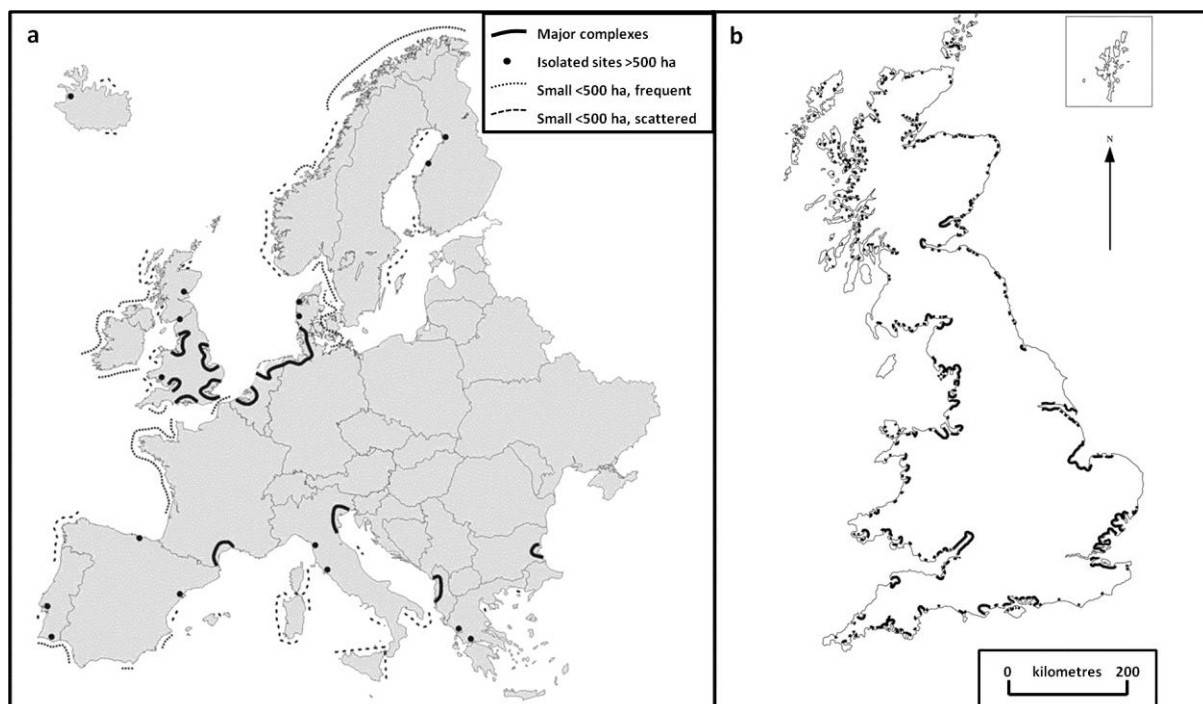 a
Major complexes
Isolated sites >500 ha
Small <500 ha, frequent
Small <500 ha, scattered
b
N
0 kilometres 200